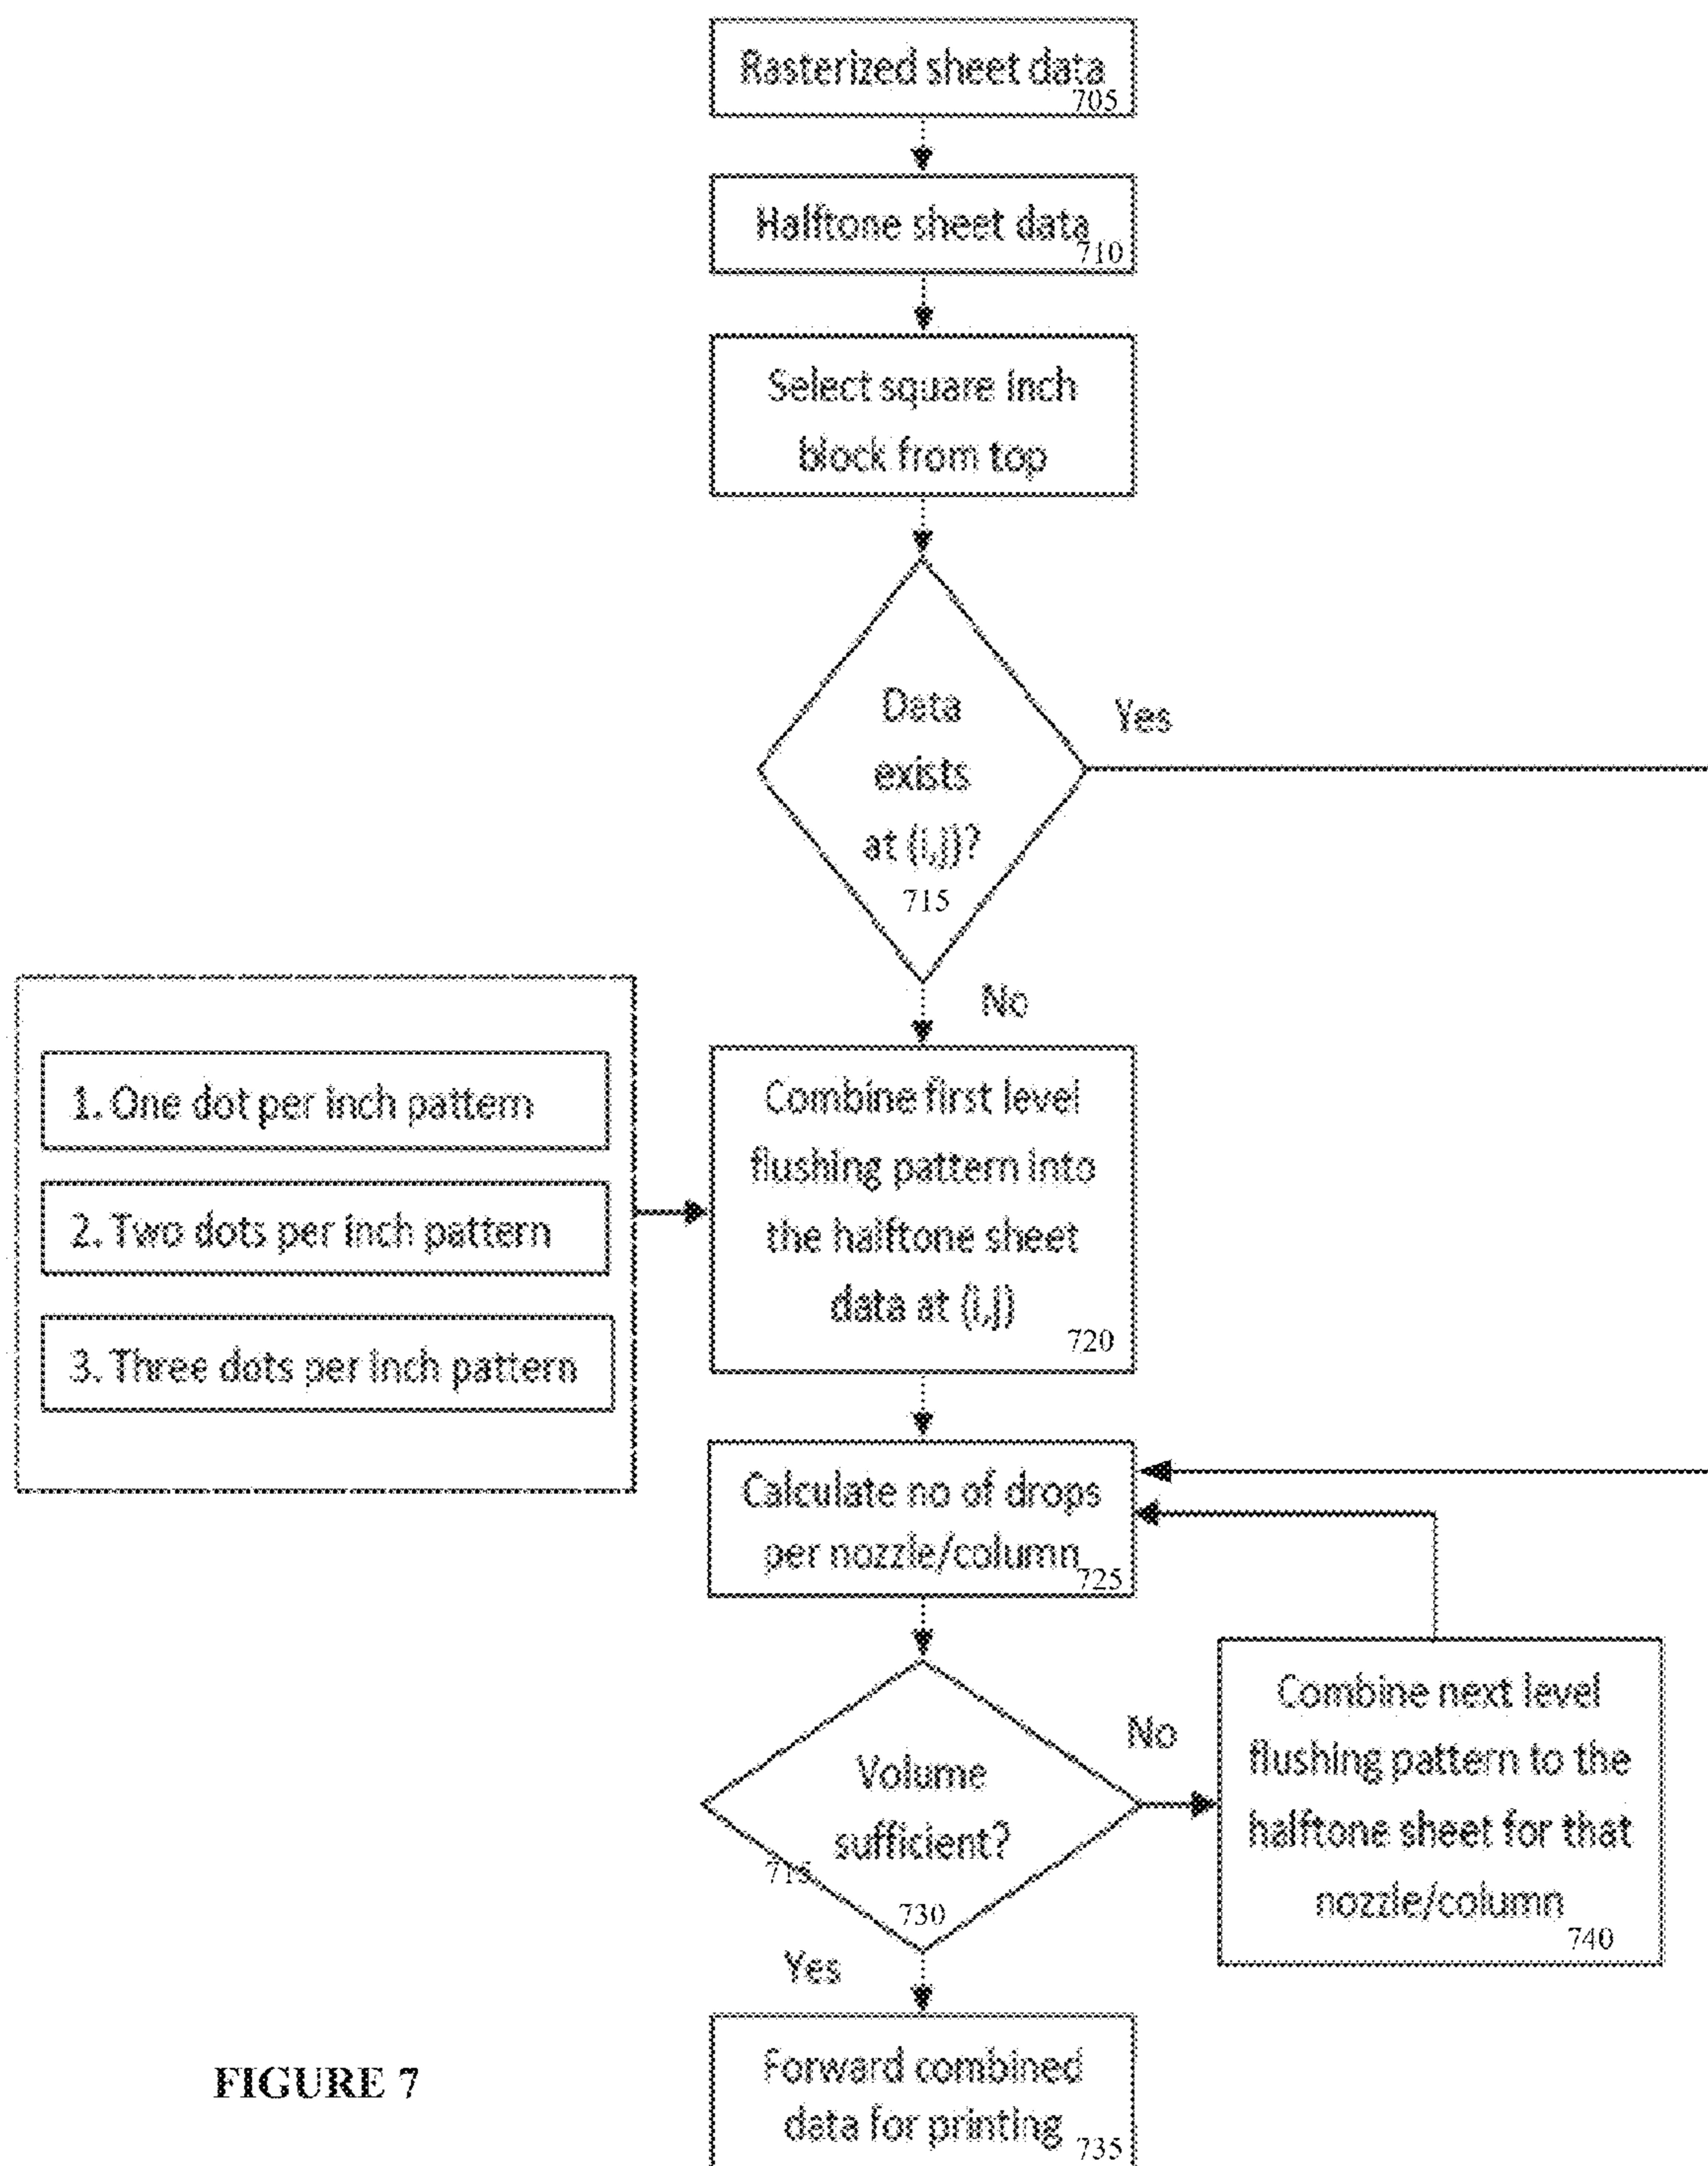 Rasterized sheet data
705
Halftone sheet data
710
Select square inch
block from top
Data
exists
at (i,j)?
715
Yes
No
1. One dot per inch pattern
2. Two dots per inch pattern
3. Three dots per inch pattern
Combine first level
flushing pattern into
the halftone sheet
data at (i,j)
720
Calculate no of drops
per nozzle/column
725
Volume
sufficient?
715
730
No
Yes
Combine next level
flushing pattern to the
halftone sheet for that
nozzle/column
740
Forward combined
data for printing
735
FIGURE 7